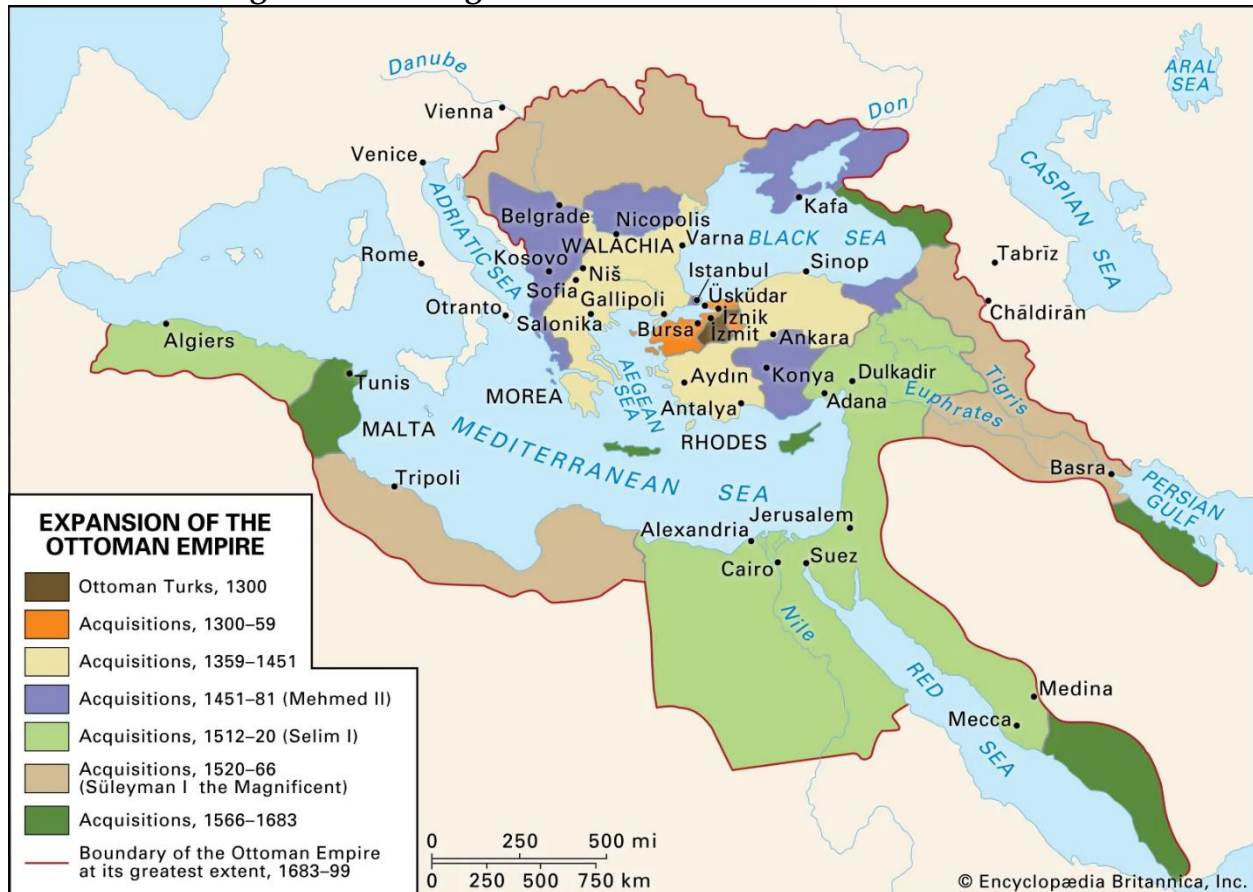 Danube
Vienna
Venice
ADRIATIC SEA
Don
ARAL
SEA
CASPIAN
SEA
Belgrade
Nicopolis
WALACHIA
Varna
Kafa
BLACK SEA
Rome
Kosovo
Niš
Sofia
Istanbul
Sinop
Tabrīz
Otranto
Salonika
Gallipoli
Üsküdar
İznik
Bursa
İzmit
Ankara
Chāldirān
Algiers
Tunis
MOREA
AEGEAN
SEA
Aydın
Konya
Dulkadir
Antalya
Adana
Tigris
Euphrates
MALTA
RHODES
MEDITERRANEAN SEA
Basra
PERSIAN
GULF
Tripoli
Alexandria
Jerusalem
Cairo
Suez
Nile
RED
SEA
Medina
Mecca
EXPANSION OF THE
OTTOMAN EMPIRE
Ottoman Turks, 1300
Acquisitions, 1300–59
Acquisitions, 1359–1451
Acquisitions, 1451–81 (Mehmed II)
Acquisitions, 1512–20 (Selim I)
Acquisitions, 1520–66
(Süleyman I the Magnificent)
Acquisitions, 1566–1683
Boundary of the Ottoman Empire
at its greatest extent, 1683–99
0 250 500 mi
0 250 500 750 km
© Encyclopædia Britannica, Inc.